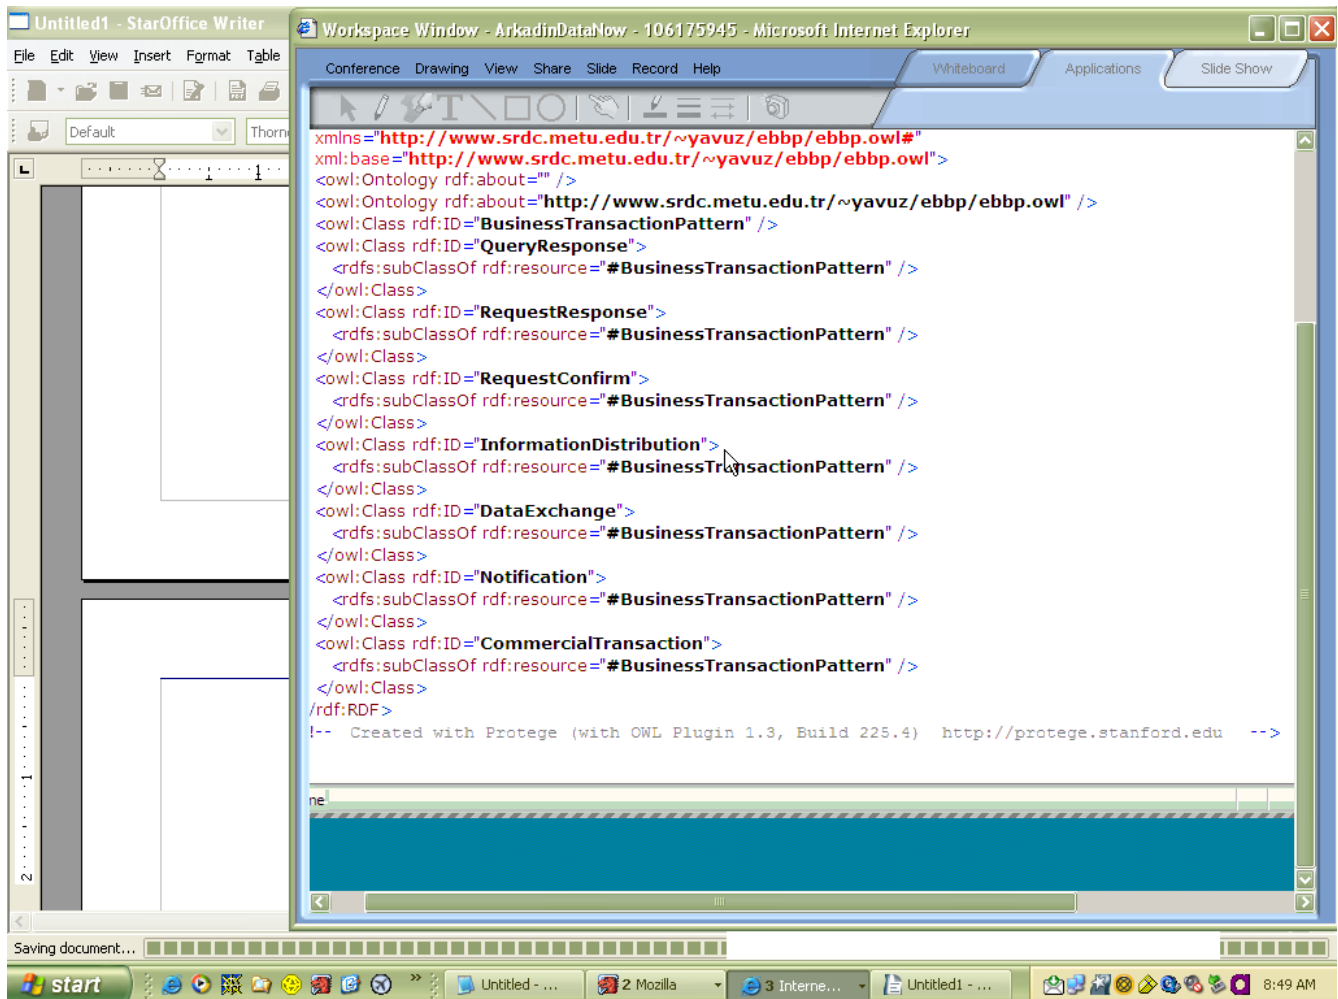 Untitled1 - StarOffice Writer
File Edit View Insert Format Table
Default
Thorn
Workspace Window - ArkadinDataNow - 106175945 - Microsoft Internet Explorer
Conference Drawing View Share Slide Record Help
Whiteboard
Applications
Slide Show
xmlns="http://www.srdc.metu.edu.tr/~yavuz/ebbp/ebbp.owl#"
xml:base="http://www.srdc.metu.edu.tr/~yavuz/ebbp/ebbp.owl">
<owl:Ontology rdf:about="" />
<owl:Ontology rdf:about="http://www.srdc.metu.edu.tr/~yavuz/ebbp/ebbp.owl" />
<owl:Class rdf:ID="BusinessTransactionPattern" />
<owl:Class rdf:ID="QueryResponse">
<rdfs:subClassOf rdf:resource="#BusinessTransactionPattern" />
</owl:Class>
<owl:Class rdf:ID="RequestResponse">
<rdfs:subClassOf rdf:resource="#BusinessTransactionPattern" />
</owl:Class>
<owl:Class rdf:ID="RequestConfirm">
<rdfs:subClassOf rdf:resource="#BusinessTransactionPattern" />
</owl:Class>
<owl:Class rdf:ID="InformationDistribution">
<rdfs:subClassOf rdf:resource="#BusinessTransactionPattern" />
</owl:Class>
<owl:Class rdf:ID="DataExchange">
<rdfs:subClassOf rdf:resource="#BusinessTransactionPattern" />
</owl:Class>
<owl:Class rdf:ID="Notification">
<rdfs:subClassOf rdf:resource="#BusinessTransactionPattern" />
</owl:Class>
<owl:Class rdf:ID="CommercialTransaction">
<rdfs:subClassOf rdf:resource="#BusinessTransactionPattern" />
</owl:Class>
/rdf:RDF>
!-- Created with Protege (with OWL Plugin 1.3, Build 225.4) http://protege.stanford.edu -->
ne
1
1
1
2
Saving document...
start
Untitled - ...
2 Mozilla
3 Interne...
Untitled1 - ...
8:49 AM